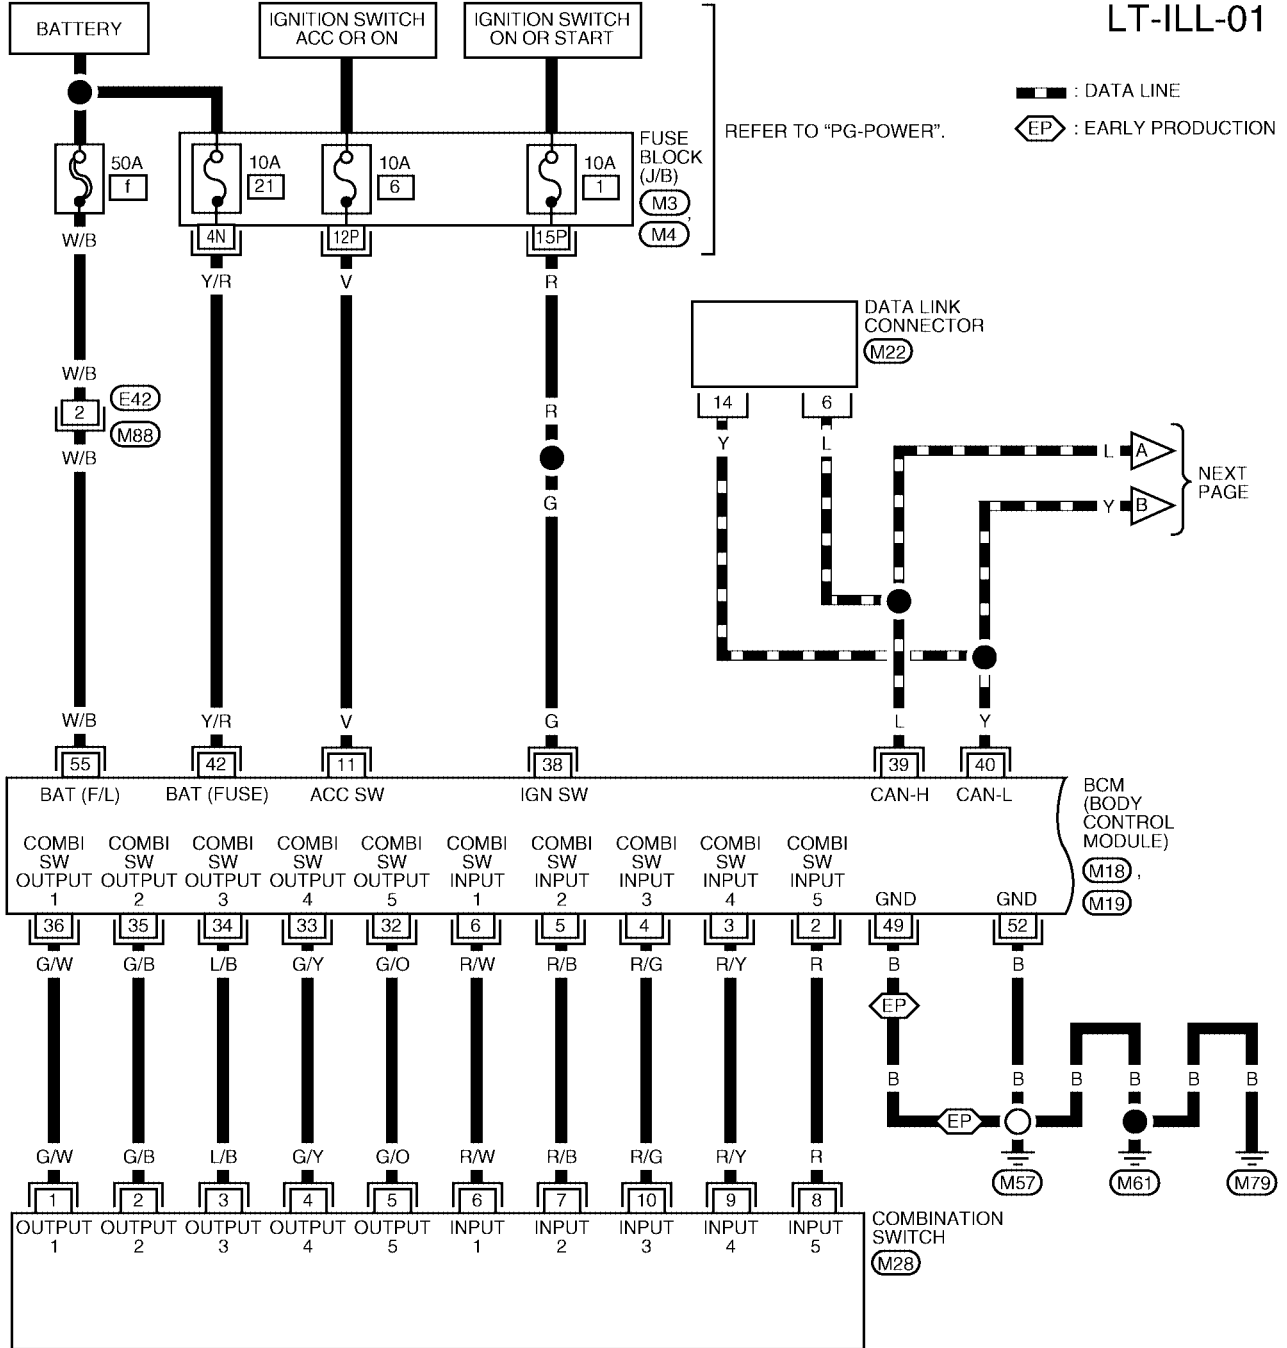 LT-ILL-01
BATTERY
IGNITION SWITCH
ACC OR ON
IGNITION SWITCH
ON OR START
: DATA LINE
EP : EARLY PRODUCTION
REFER TO “PG-POWER”.
50A
f
10A
21
10A
6
10A
1
FUSE
BLOCK
(J/B)
M3 ,
M4
4N
12P
15P
W/B
Y/R
V
R
DATA LINK
CONNECTOR
M22
14
6
Y
L
W/B
2
E42
M88
W/B
R
G
L
A
Y
B
NEXT
PAGE
W/B
Y/R
V
G
L
Y
55
42
11
38
39
40
BAT (F/L)
BAT (FUSE)
ACC SW
IGN SW
CAN-H
CAN-L
BCM
(BODY
CONTROL
MODULE)
M18 ,
M19
COMBI
SW
OUTPUT
1
COMBI
SW
OUTPUT
2
COMBI
SW
OUTPUT
3
COMBI
SW
OUTPUT
4
COMBI
SW
OUTPUT
5
COMBI
SW
INPUT
1
COMBI
SW
INPUT
2
COMBI
SW
INPUT
3
COMBI
SW
INPUT
4
COMBI
SW
INPUT
5
GND
GND
36
35
34
33
32
6
5
4
3
2
49
52
G/W
G/B
L/B
G/Y
G/O
R/W
R/B
R/G
R/Y
R
B
B
EP
B
B
B
B
B
B
EP
M57
M61
M79
G/W
G/B
L/B
G/Y
G/O
R/W
R/B
R/G
R/Y
R
1
2
3
4
5
6
7
10
9
8
OUTPUT
1
OUTPUT
2
OUTPUT
3
OUTPUT
4
OUTPUT
5
INPUT
1
INPUT
2
INPUT
3
INPUT
4
INPUT
5
COMBINATION
SWITCH
M28